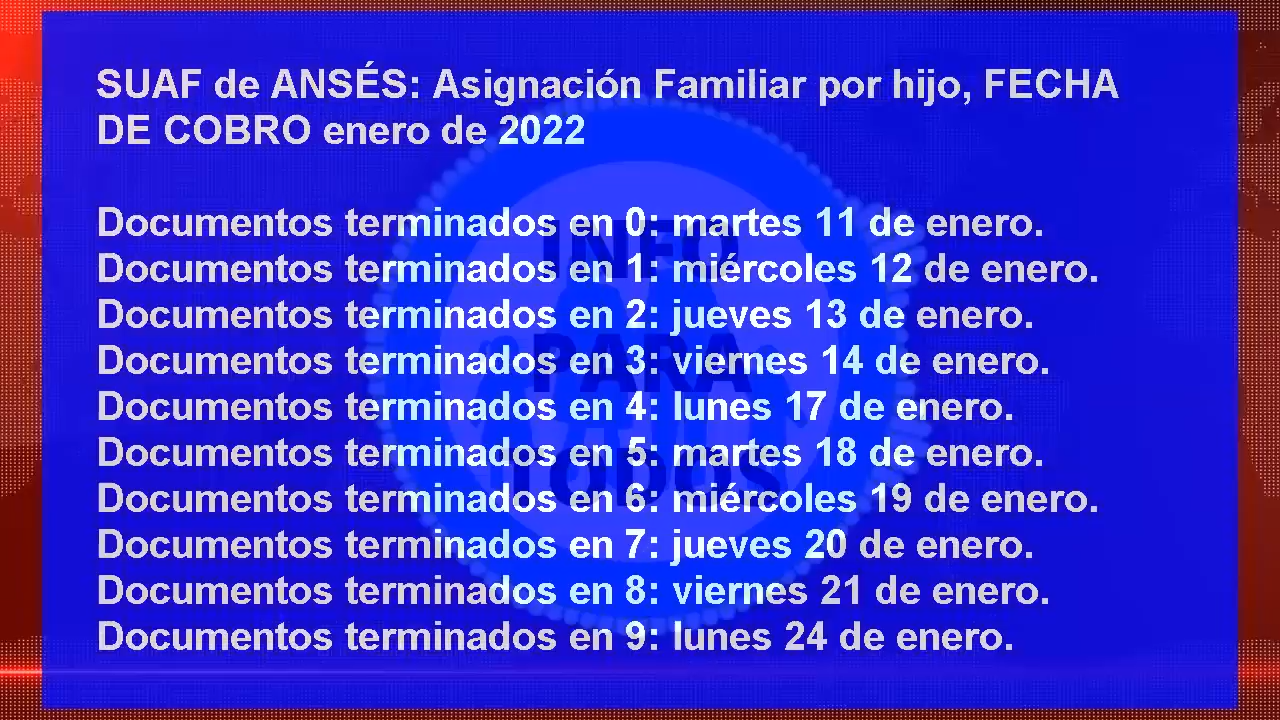 SUAF de ANSÉS: Asignación Familiar por hijo, FECHA
DE COBRO enero de 2022
Documentos terminados en 0: martes 11 de enero.
Documentos terminados en 1: miércoles 12 de enero.
Documentos terminados en 2: jueves 13 de enero.
Documentos terminados en 3: viernes 14 de enero.
Documentos terminados en 4: lunes 17 de enero.
Documentos terminados en 5: martes 18 de enero.
Documentos terminados en 6: miércoles 19 de enero.
Documentos terminados en 7: jueves 20 de enero.
Documentos terminados en 8: viernes 21 de enero.
Documentos terminados en 9: lunes 24 de enero.
INFO
PARA
TODOS